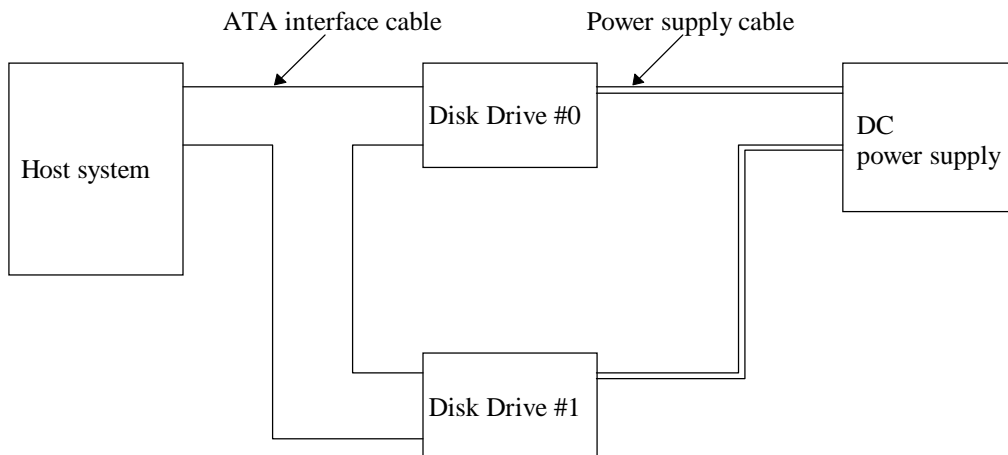 ATA interface cable
Power supply cable
Host system
Disk Drive #0
DC
power supply
Disk Drive #1